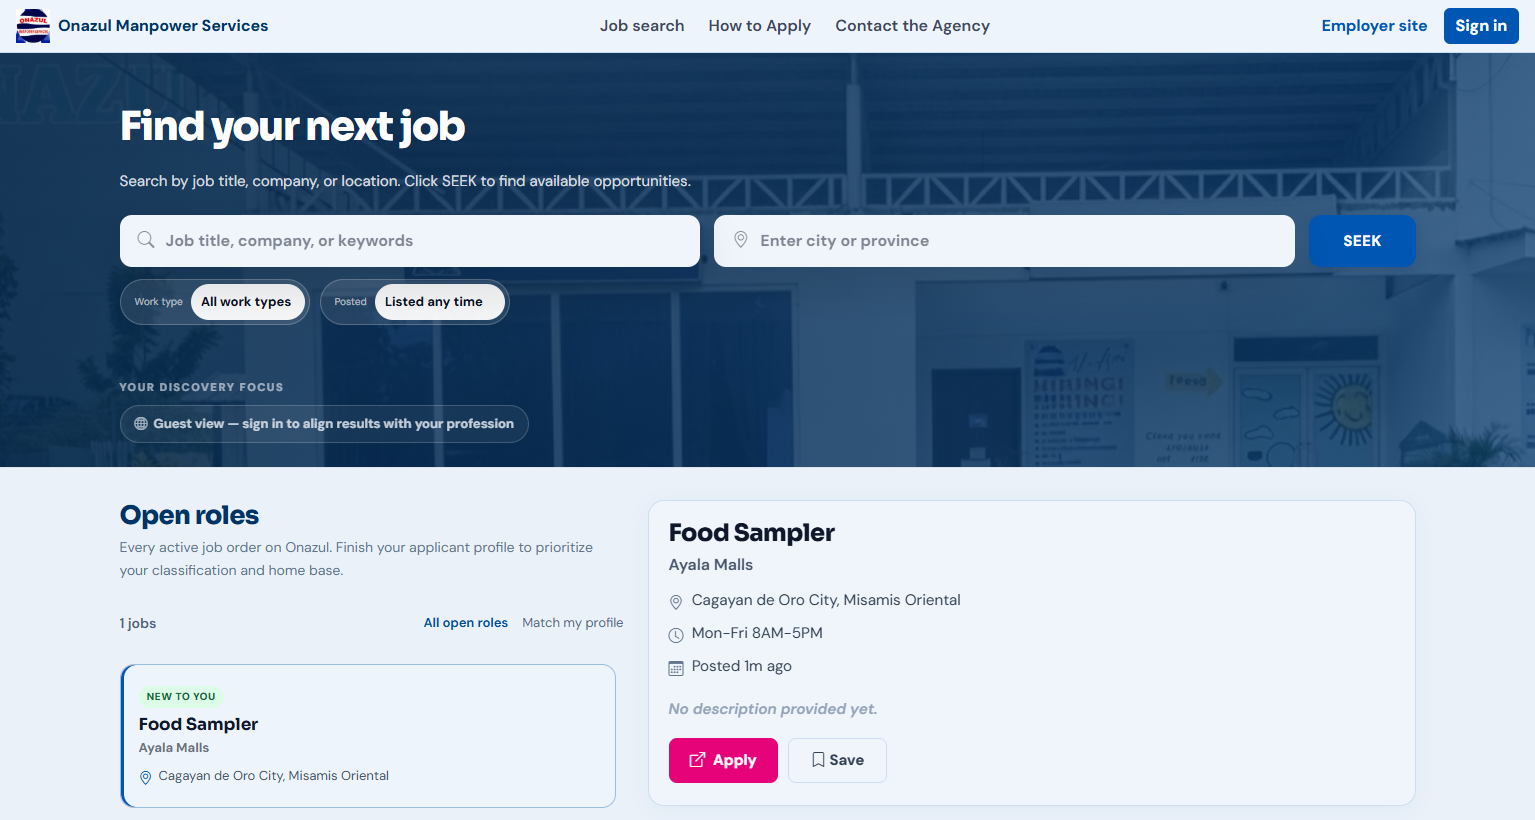 ONAZUL
Onazul Manpower Services
Job search
How to Apply
Contact the Agency
Employer site
Sign in
Find your next job
Search by job title, company, or location. Click SEEK to find available opportunities.
Job title, company, or keywords
Enter city or province
SEEK
Work type
All work types
Posted
Listed any time
YOUR DISCOVERY FOCUS
Guest view — sign in to align results with your profession
HIRING!
HIRING!
Open roles
Every active job order on Onazul. Finish your applicant profile to prioritize
your classification and home base.
1 jobs
All open roles
Match my profile
NEW TO YOU
Food Sampler
Ayala Malls
Cagayan de Oro City, Misamis Oriental
Food Sampler
Ayala Malls
Cagayan de Oro City, Misamis Oriental
Mon-Fri 8AM-5PM
Posted 1m ago
No description provided yet.
Apply
Save